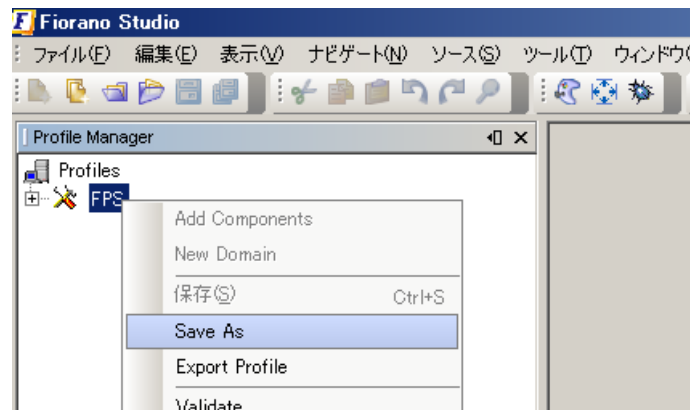 Fiorano Studio
ファイル(F) 編集(E) 表示(V) ナビゲート(N) ソース(S) ツール(T) ウィンドウ(
Profile Manager
Profiles
FPS
Add Components
New Domain
保存(S) Ctrl+S
Save As
Export Profile
Validate